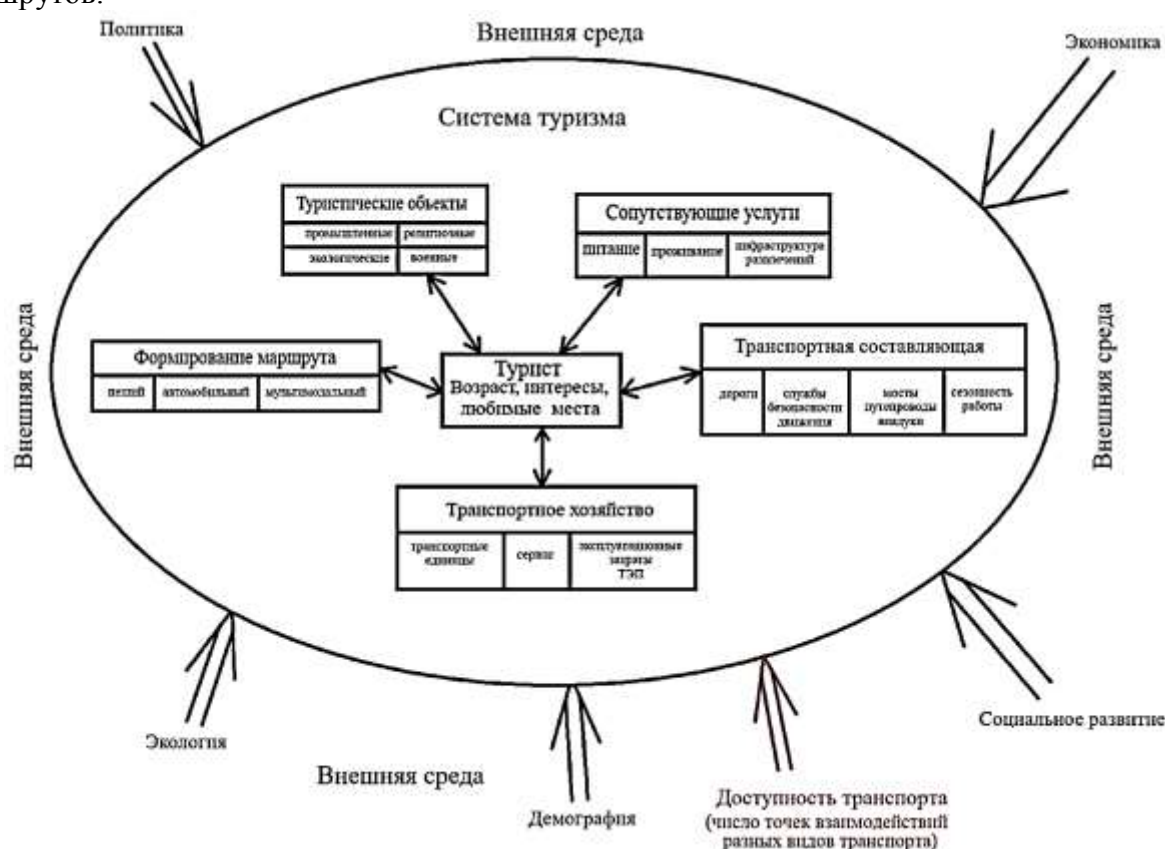 шрутов.
Политика
Внешняя среда
Экономика
Система туризма
Туристические объекты
промышленные религиозные
экологические военные
Сопутствующие услуги
питание проживание инфраструктура
развлечений
Внешняя среда
Формирование маршрута
пеший автомобильный мультимодальный
Турист
Возраст, интересы,
любимые места
Транспортная составляющая
дороги службы
безопасности
движения
мосты
путепроводы
виадуки
сезонность
работы
Внешняя среда
Транспортное хозяйство
транспортные
единицы
сервис
эксплуатационные
затраты
ТЭП
Экология
Внешняя среда
Демография
Доступность транспорта
(число точек взаимодействий
разных видов транспорта)
Социальное развитие